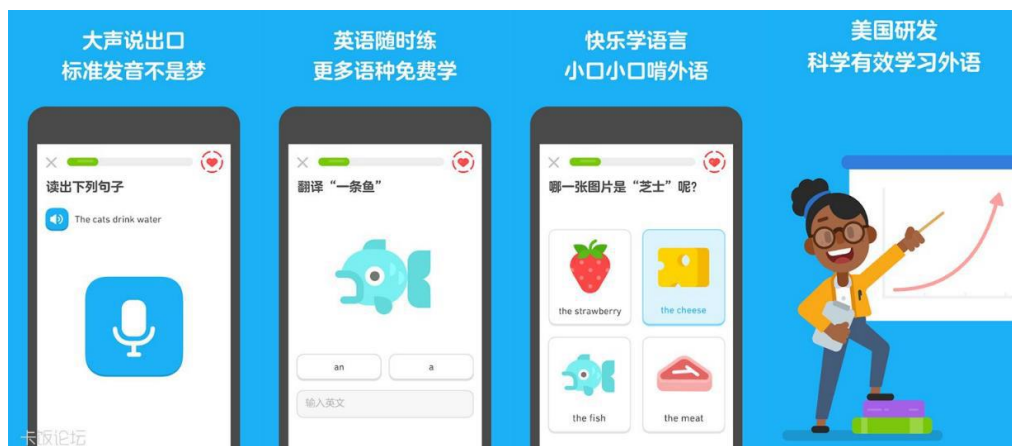 大声说出口
标准发音不是梦
读出下列句子
The cats drink water
英语随时练
更多语种免费学
翻译“一条鱼”
an
a
输入英文
快乐学语言
小口小口啃外语
哪一张图片是“芝士”呢?
the strawberry
the cheese
the fish
the meat
美国研发
科学有效学习外语
卡饭论坛